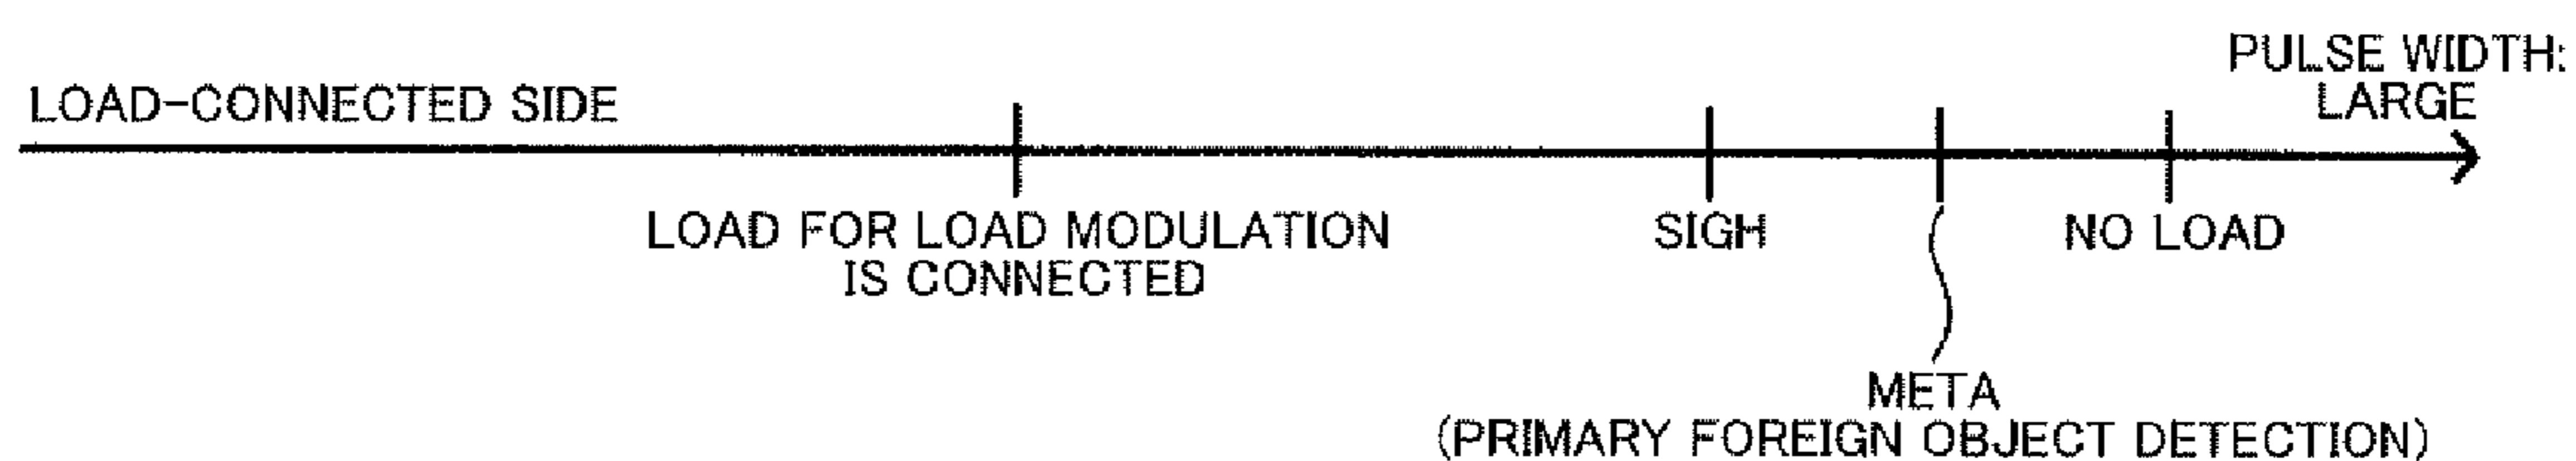 PULSE WIDTH:
LARGE
LOAD-CONNECTED SIDE
LOAD FOR LOAD MODULATION
IS CONNECTED
SIGH
NO LOAD
META
(PRIMARY FOREIGN OBJECT DETECTION)